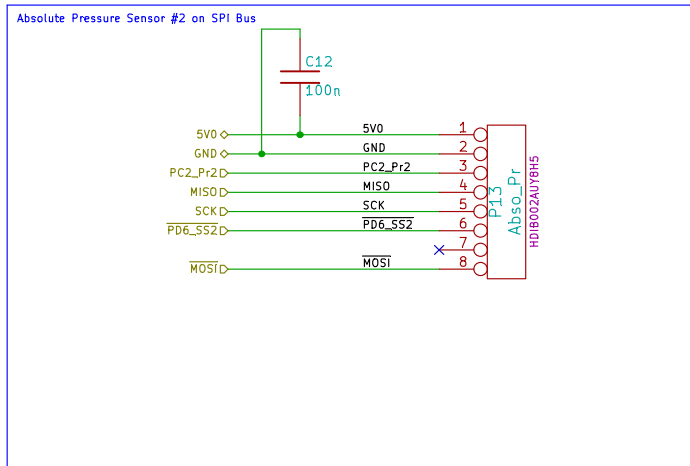 Absolute Pressure Sensor #2 on SPI Bus
C12
100n
5V0 5V0 1
GND GND 2
PC2_Pr2 PC2_Pr2 3
MISO MISO 4
SCK SCK 5
PD6_SS2 PD6_SS2 6
7
MOSI MOSI 8
P13
Abso_Pr
HDIB002AUY8H5